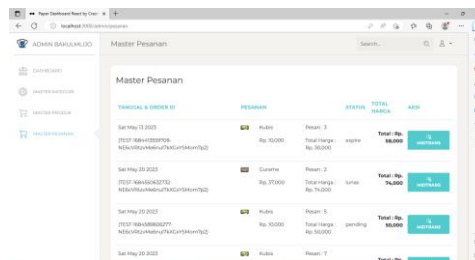 Paper Dashboard React by Creati
localhost:3000/admin/pesanan
ADMIN BAKULMLIJO
Master Pesanan
Search...
DASHBOARD
MASTER KATEGORI
MASTER PRODUK
MASTER PESANAN
Master Pesanan
TANGGAL & ORDER ID PESANAN STATUS TOTAL HARGA AKSI
Sat May 13 2023
Kubis
Rp. 10,000
Pesan : 3
Total Harga :
Rp. 30,000
expire
Total : Rp.
58,000
MIDTRANS
Sat May 20 2023
Gurame
Rp. 37,000
Pesan : 2
Total Harga :
Rp. 74,000
lunas
Total : Rp.
74,000
MIDTRANS
Sat May 20 2023
Kubis
Rp. 10,000
Pesan : 5
Total Harga :
Rp. 50,000
pending
Total : Rp.
50,000
MIDTRANS
Sat May 20 2023
Kubis
Pesan : 7
Total : Rp.